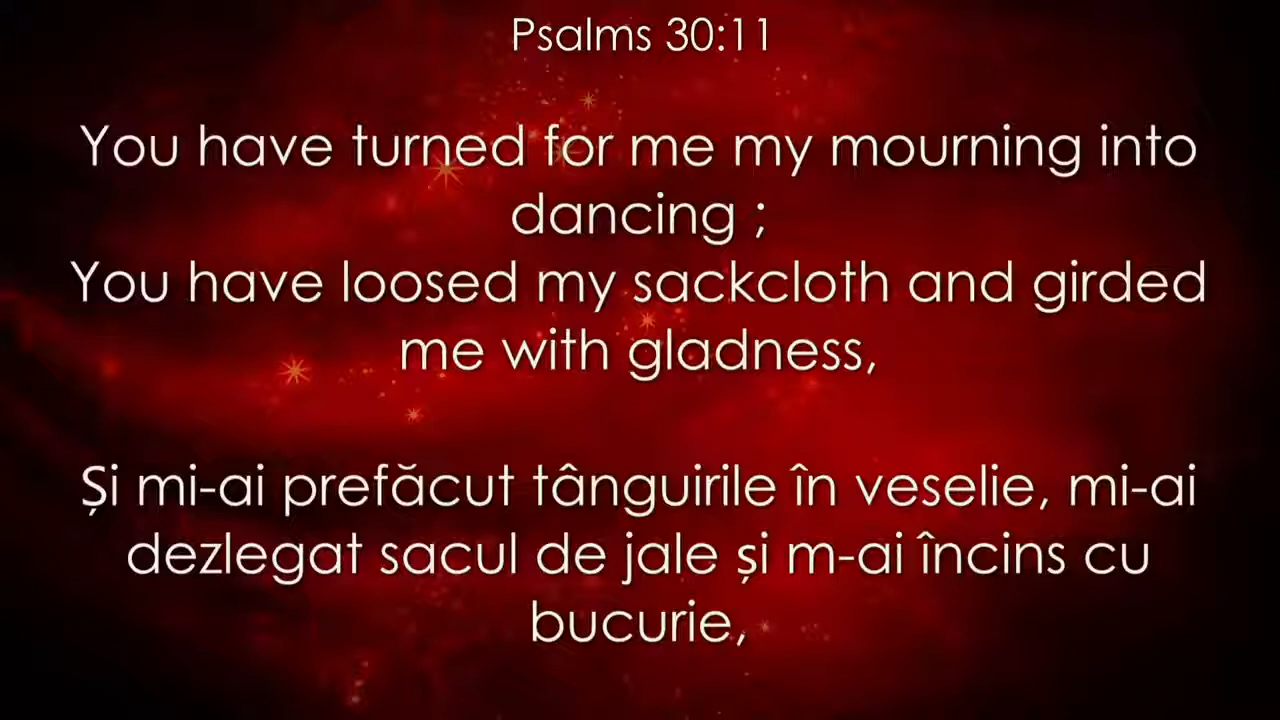 Psalms 30:11
You have turned for me my mourning into
dancing ;
You have loosed my sackcloth and girded
me with gladness,
Și mi-ai prefăcut tânguirile în veselie, mi-ai
dezlegat sacul de jale și m-ai încins cu
bucurie,